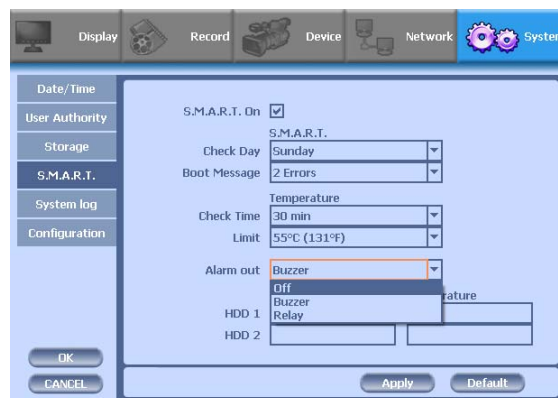 Display Record Device Network System
Date/Time
User Authority
Storage
S.M.A.R.T.
System log
Configuration
OK
CANCEL
S.M.A.R.T. On
S.M.A.R.T.
Check Day Sunday
Boot Message 2 Errors
Temperature
Check Time 30 min
Limit 55ºC (131ºF)
Alarm out Buzzer
Off
Buzzer
Relay
rature
HDD 1
HDD 2
Apply Default